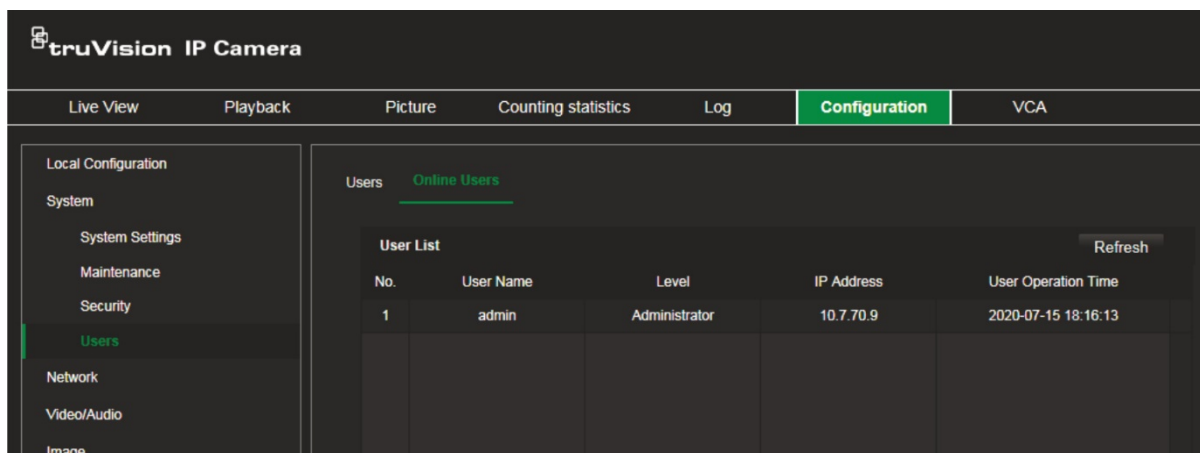 truVision IP Camera
Live View Playback Picture Counting statistics Log Configuration VCA
Local Configuration
System
System Settings
Maintenance
Security
Users
Network
Video/Audio
Image
Users Online Users
User List Refresh
No. User Name Level IP Address User Operation Time
1 admin Administrator 10.7.70.9 2020-07-15 18:16:13